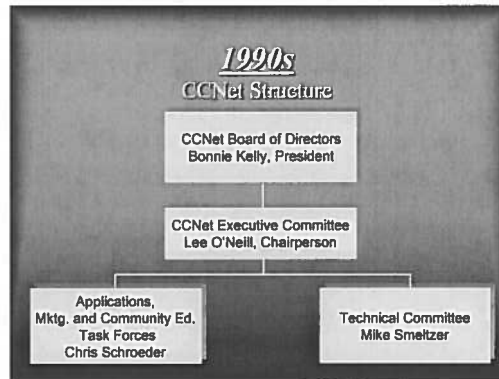 1990s
CCNet Structure
CCNet Board of Directors
Bonnie Kelly, President
CCNet Executive Committee
Lee O'Neill, Chairperson
Applications,
Mktg. and Community Ed.
Task Forces
Chris Schroeder
Technical Committee
Mike Smeltzer